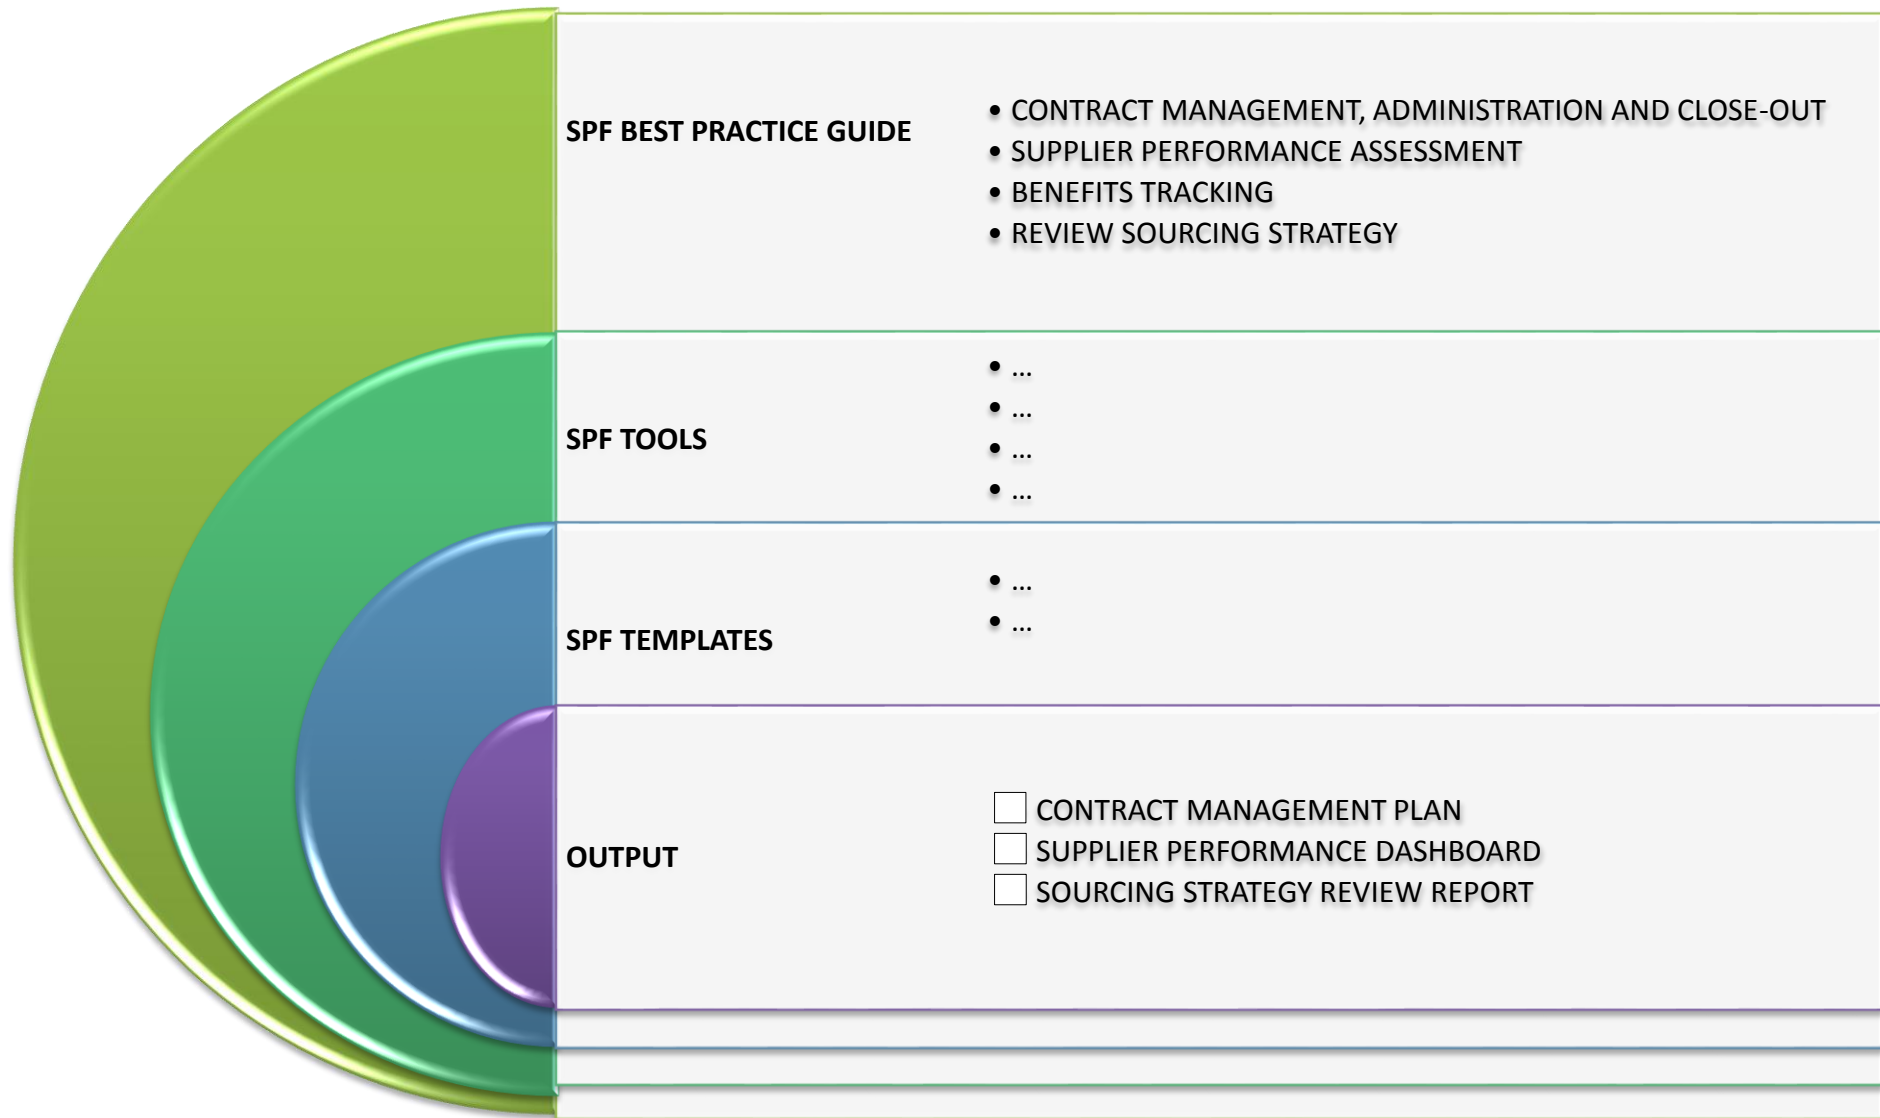 SPF BEST PRACTICE GUIDE
• CONTRACT MANAGEMENT, ADMINISTRATION AND CLOSE-OUT
• SUPPLIER PERFORMANCE ASSESSMENT
• BENEFITS TRACKING
• REVIEW SOURCING STRATEGY
SPF TOOLS
• ...
• ...
• ...
• ...
SPF TEMPLATES
• ...
• ...
OUTPUT
☐ CONTRACT MANAGEMENT PLAN
☐ SUPPLIER PERFORMANCE DASHBOARD
☐ SOURCING STRATEGY REVIEW REPORT